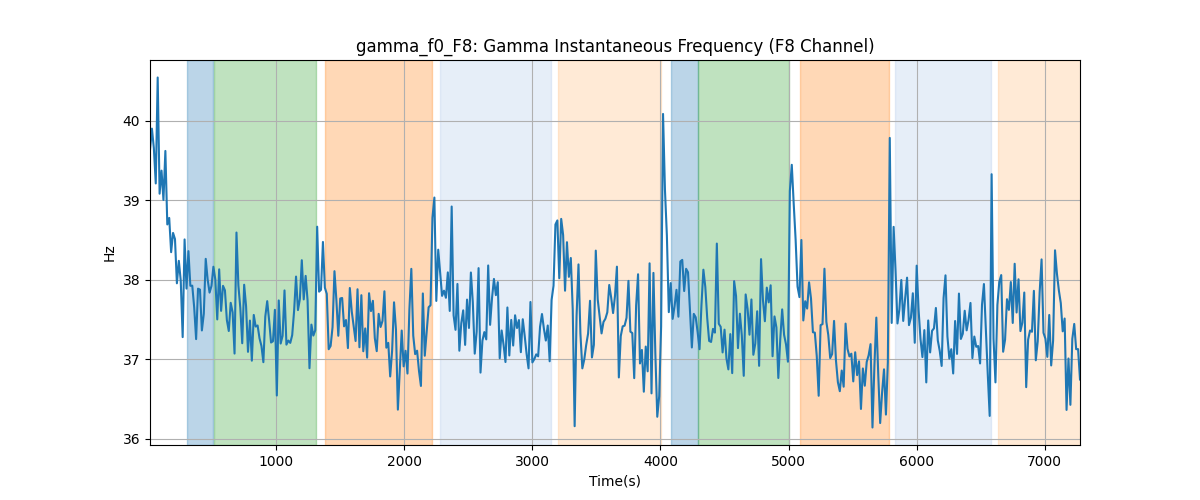 gamma_f0_F8: Gamma Instantaneous Frequency (F8 Channel)
Hz
40
39
38
37
36
1000 2000 3000 4000 5000 6000 7000
Time(s)